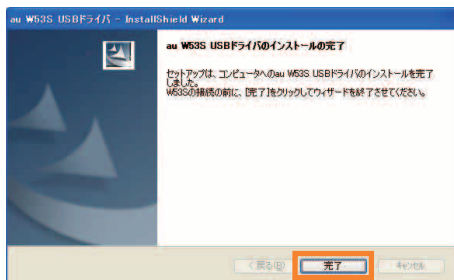 au W53S USBドライバ - InstallShield Wizard
au W53S USBドライバのインストールの完了
セットアップは、コンピュータへのau W53S USBドライバのインストールを完了
しました。
W53Sの接続の前に、[完了]をクリックしてウィザードを終了させてください。
< 戻る(B)
完了
キャンセル